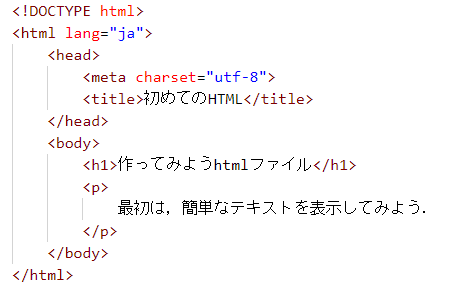 <!DOCTYPE html>
<html lang="ja">
    <head>
        <meta charset="utf-8">
        <title>初めてのHTML</title>
    </head>
    <body>
        <h1>作ってみようhtmlファイル</h1>
        <p>
            最初は，簡単なテキストを表示してみよう．
        </p>
    </body>
</html>